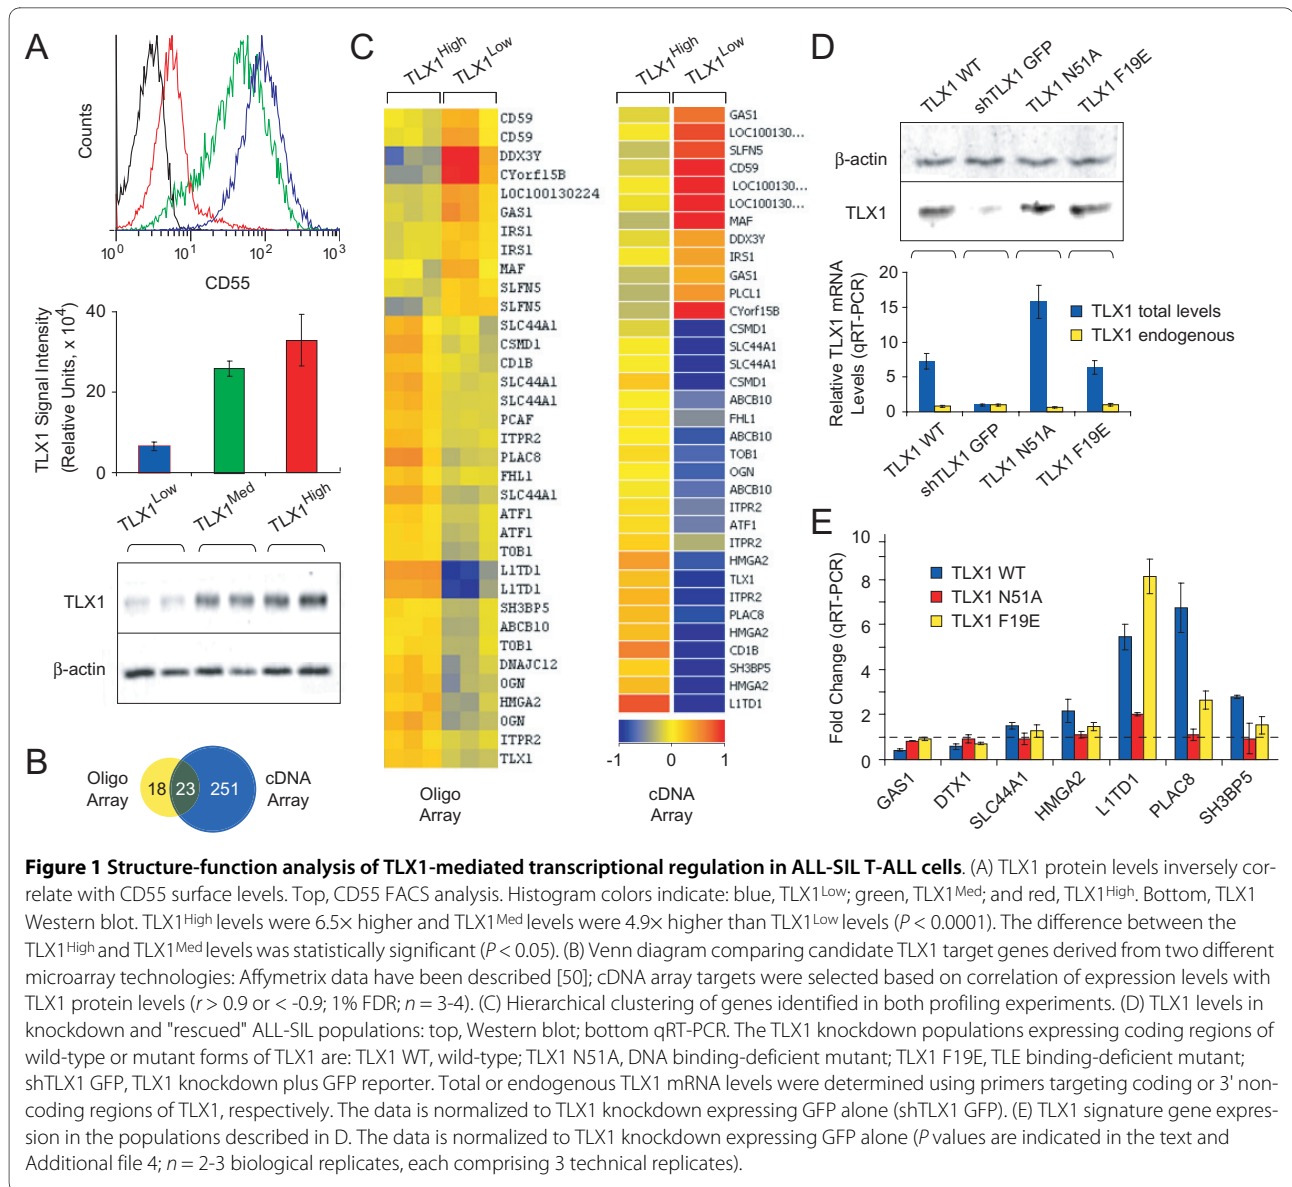 A
Counts
10^0 10^1 10^2 10^3
CD55
TLX1 Signal Intensity
(Relative Units, x 10^4)
40
20
0
TLX1^Low TLX1^Med TLX1^High
TLX1
β-actin
B
Oligo
Array
18 23 251
cDNA
Array
C
TLX1^High TLX1^Low
CD59
CD59
DDX3Y
CYorf15B
LOC100130224
GAS1
IRS1
IRS1
MAF
SLFN5
SLFN5
SLC44A1
CSMD1
CD1B
SLC44A1
SLC44A1
PCAF
ITPR2
PLAC8
FHL1
SLC44A1
ATF1
ATF1
TOB1
L1TD1
L1TD1
SH3BP5
ABCB10
TOB1
DNAJC12
OGN
HMGA2
OGN
ITPR2
TLX1
Oligo
Array
TLX1^High TLX1^Low
GAS1
LOC100130...
SLFN5
CD59
LOC100130...
LOC100130...
MAF
DDX3Y
IRS1
GAS1
PLCL1
CYorf15B
CSMD1
SLC44A1
SLC44A1
CSMD1
ABCB10
FHL1
ABCB10
TOB1
OGN
ABCB10
ITPR2
ATF1
ITPR2
HMGA2
TLX1
ITPR2
PLAC8
HMGA2
CD1B
SH3BP5
HMGA2
L1TD1
-1 0 1
cDNA
Array
D
TLX1 WT shTLX1 GFP TLX1 N51A TLX1 F19E
β-actin
TLX1
Relative TLX1 mRNA
Levels (qRT-PCR)
20
15
10
5
0
TLX1 total levels
TLX1 endogenous
TLX1 WT shTLX1 GFP TLX1 N51A TLX1 F19E
E
Fold Change (qRT-PCR)
10
8
6
4
2
0
TLX1 WT
TLX1 N51A
TLX1 F19E
GAS1 DTX1 SLC44A1 HMGA2 L1TD1 PLAC8 SH3BP5
Figure 1 Structure-function analysis of TLX1-mediated transcriptional regulation in ALL-SIL T-ALL cells. (A) TLX1 protein levels inversely cor-
relate with CD55 surface levels. Top, CD55 FACS analysis. Histogram colors indicate: blue, TLX1^Low; green, TLX1^Med; and red, TLX1^High. Bottom, TLX1
Western blot. TLX1^High levels were 6.5× higher and TLX1^Med levels were 4.9× higher than TLX1^Low levels (P < 0.0001). The difference between the
TLX1^High and TLX1^Med levels was statistically significant (P < 0.05). (B) Venn diagram comparing candidate TLX1 target genes derived from two different
microarray technologies: Affymetrix data have been described [50]; cDNA array targets were selected based on correlation of expression levels with
TLX1 protein levels (r > 0.9 or < -0.9; 1% FDR; n = 3-4). (C) Hierarchical clustering of genes identified in both profiling experiments. (D) TLX1 levels in
knockdown and "rescued" ALL-SIL populations: top, Western blot; bottom qRT-PCR. The TLX1 knockdown populations expressing coding regions of
wild-type or mutant forms of TLX1 are: TLX1 WT, wild-type; TLX1 N51A, DNA binding-deficient mutant; TLX1 F19E, TLE binding-deficient mutant;
shTLX1 GFP, TLX1 knockdown plus GFP reporter. Total or endogenous TLX1 mRNA levels were determined using primers targeting coding or 3' non-
coding regions of TLX1, respectively. The data is normalized to TLX1 knockdown expressing GFP alone (shTLX1 GFP). (E) TLX1 signature gene expres-
sion in the populations described in D. The data is normalized to TLX1 knockdown expressing GFP alone (P values are indicated in the text and
Additional file 4; n = 2-3 biological replicates, each comprising 3 technical replicates).